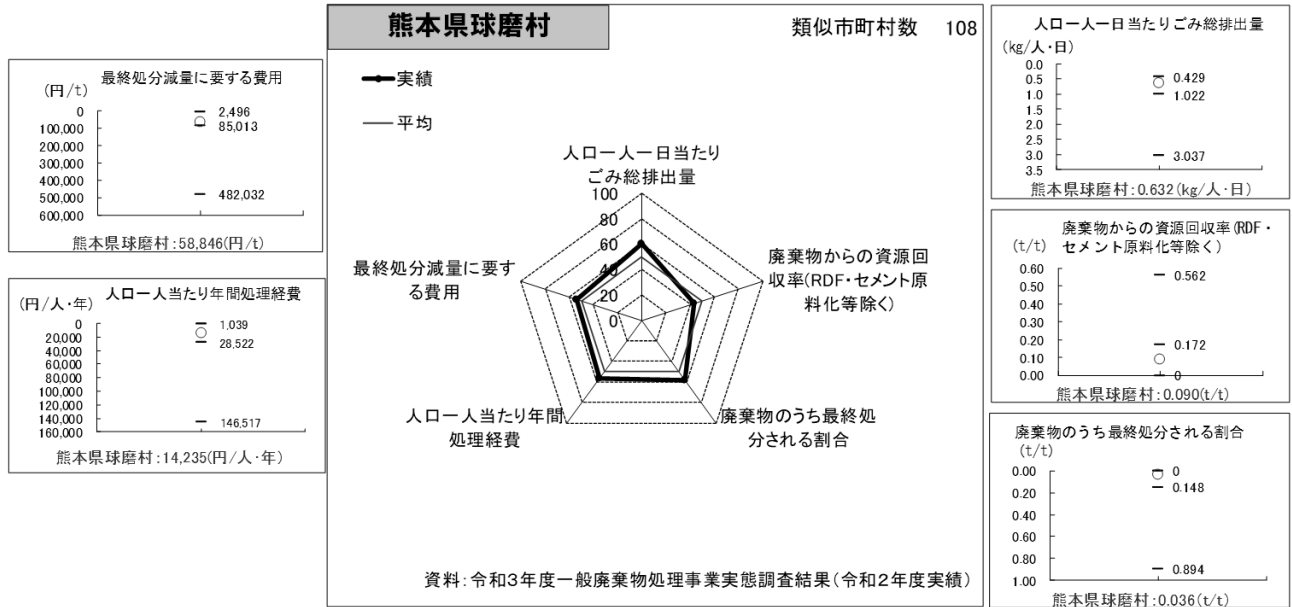 熊本県球磨村
類似市町村数 108
実績
平均
人口一人一日当たり
ごみ総排出量
廃棄物からの資源回
収率(RDF・セメント原
料化等除く)
廃棄物のうち最終処
分される割合
人口一人当たり年間
処理経費
最終処分減量に要す
る費用
100
80
60
40
20
0
資料:令和3年度一般廃棄物処理事業実態調査結果(令和2年度実績)
最終処分減量に要する費用
(円/t)
0
100,000
200,000
300,000
400,000
500,000
600,000
2,496
85,013
482,032
熊本県球磨村:58,846(円/t)
人口一人当たり年間処理経費
(円/人・年)
0
20,000
40,000
60,000
80,000
100,000
120,000
140,000
160,000
1,039
28,522
146,517
熊本県球磨村:14,235(円/人・年)
人口一人一日当たりごみ総排出量
(kg/人・日)
0.0
0.5
1.0
1.5
2.0
2.5
3.0
3.5
0.429
1.022
3.037
熊本県球磨村:0.632(kg/人・日)
廃棄物からの資源回収率(RDF・
セメント原料化等除く)
(t/t)
0.60
0.50
0.40
0.30
0.20
0.10
0.00
0.562
0.172
0
熊本県球磨村:0.090(t/t)
廃棄物のうち最終処分される割合
(t/t)
0.00
0.20
0.40
0.60
0.80
1.00
0
0.148
0.894
熊本県球磨村:0.036(t/t)